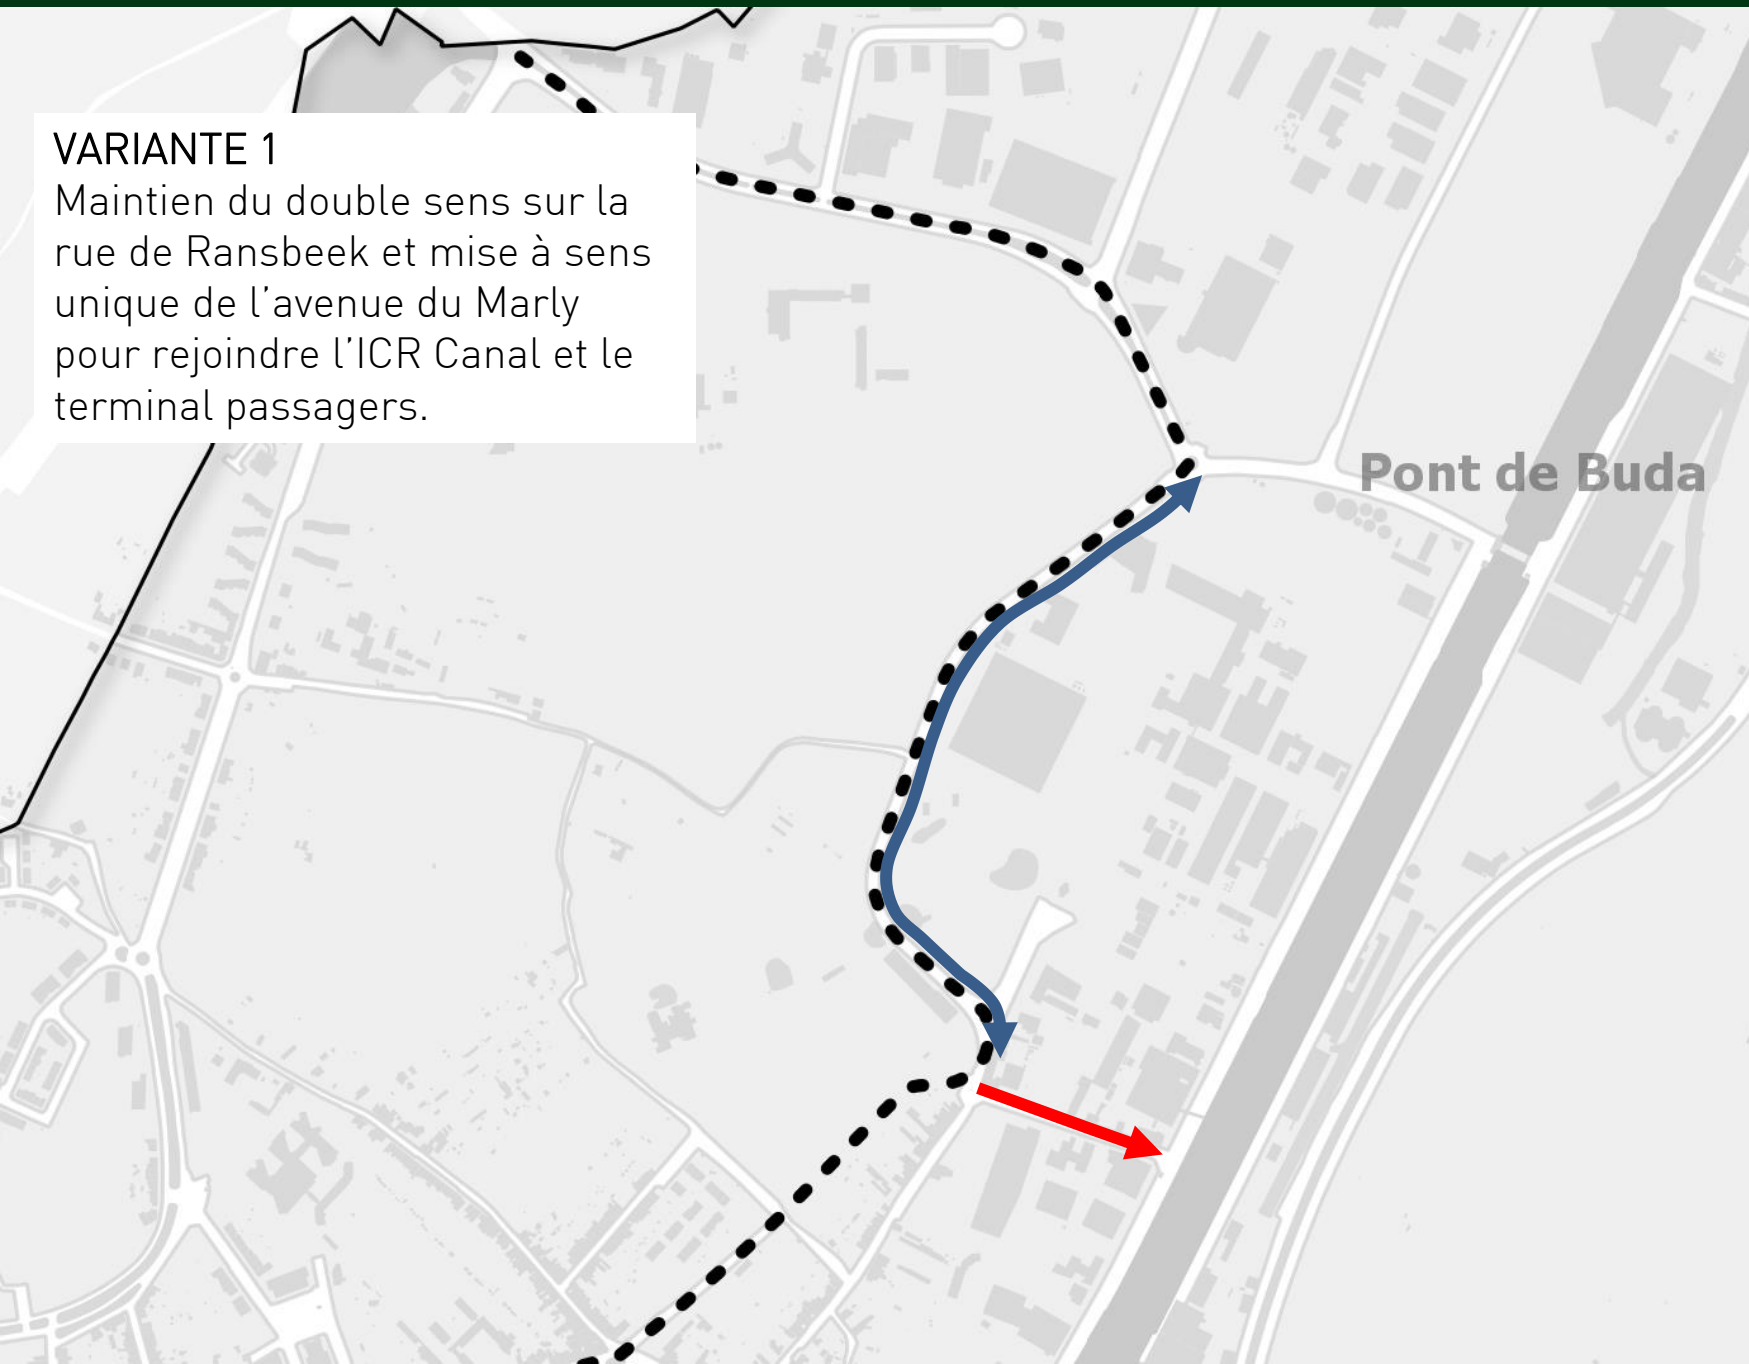 VARIANTE 1
Maintien du double sens sur la
rue de Ransbeek et mise à sens
unique de l'avenue du Marly
pour rejoindre l'ICR Canal et le
terminal passagers.
Pont de Buda